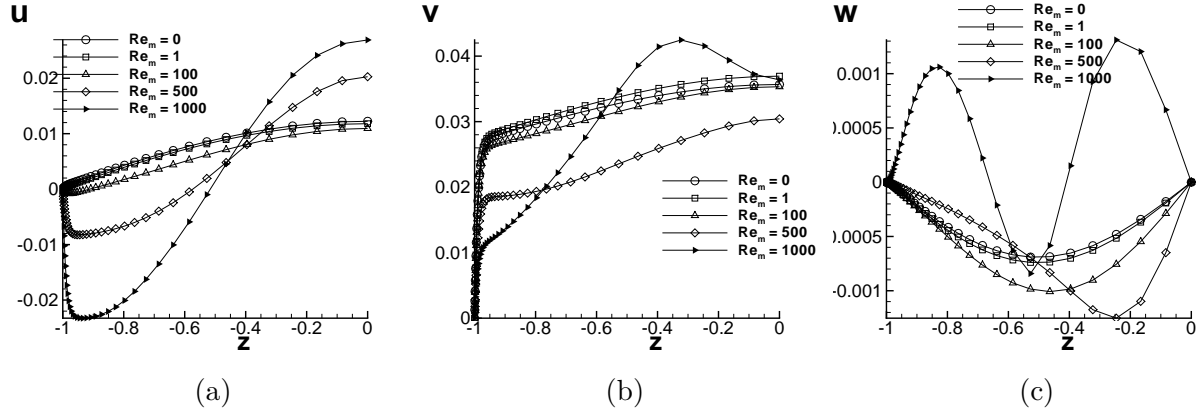 u
Re_m = 0
Re_m = 1
Re_m = 100
Re_m = 500
Re_m = 1000
0.02
0.01
0
-0.01
-0.02
-1 -0.8 -0.6 -0.4 -0.2 0
z
(a)
v
0.04
0.03
0.02
0.01
0
Re_m = 0
Re_m = 1
Re_m = 100
Re_m = 500
Re_m = 1000
-1 -0.8 -0.6 -0.4 -0.2 0
z
(b)
w
Re_m = 0
Re_m = 1
Re_m = 100
Re_m = 500
Re_m = 1000
0.001
0.0005
0
0.0005
-0.001
-1 -0.8 -0.6 -0.4 -0.2 0
z
(c)